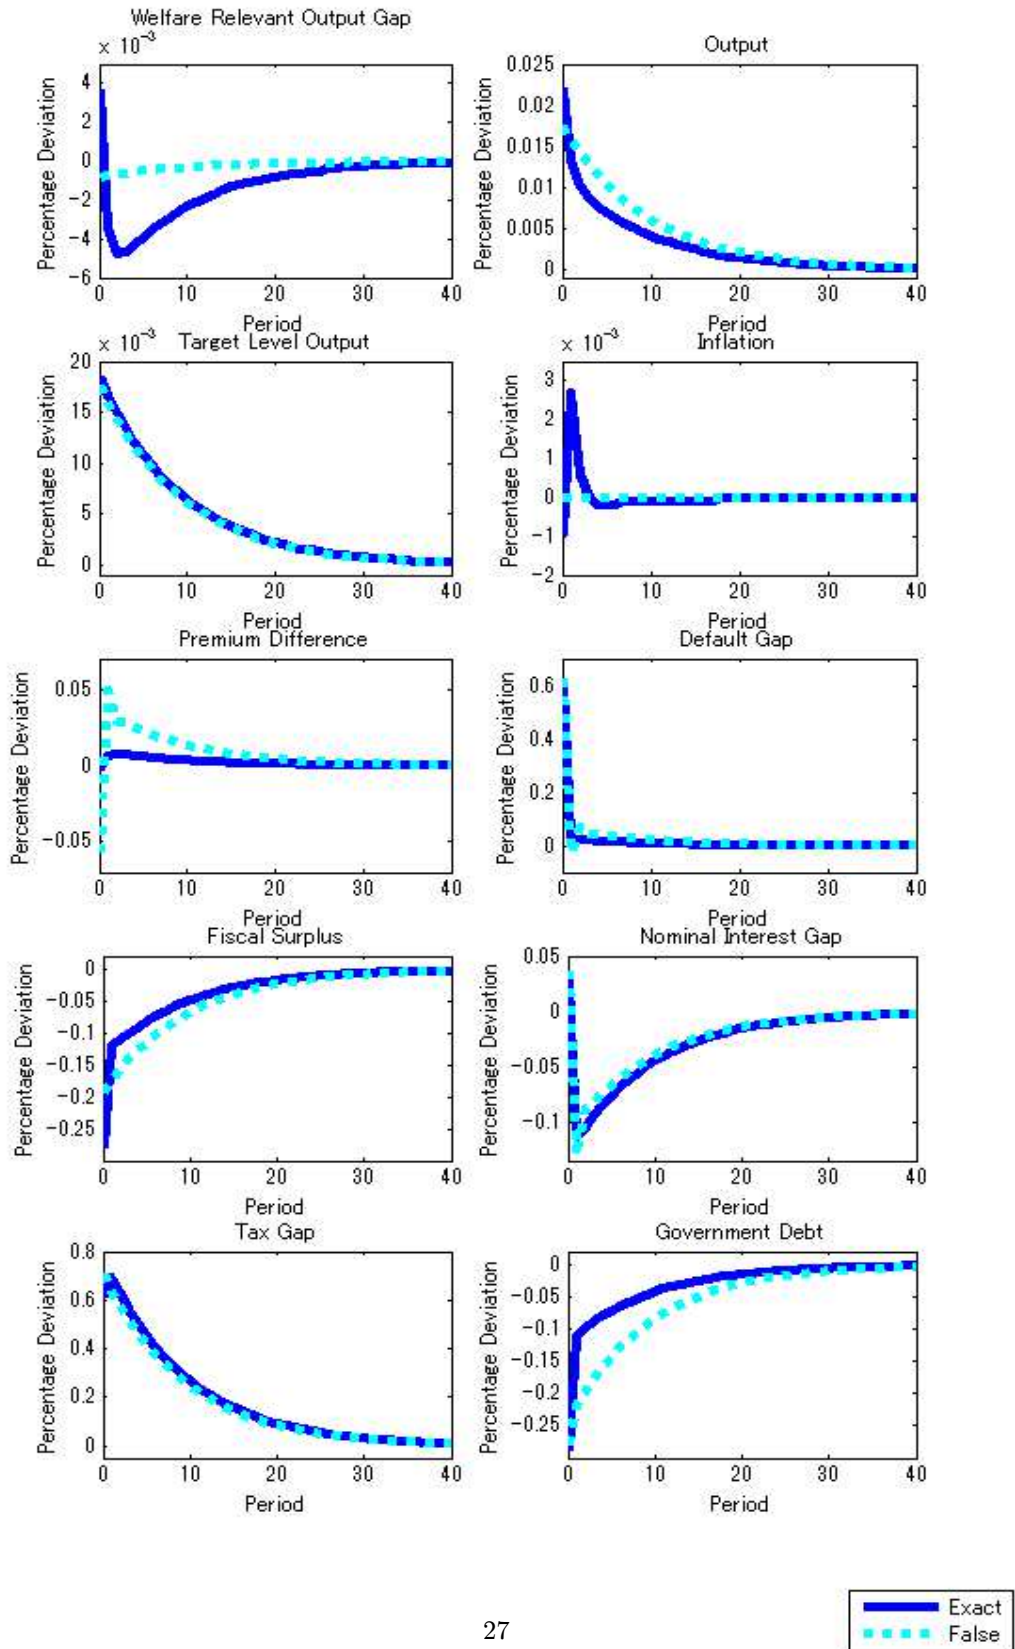 Welfare Relevant Output Gap
× 10⁻³
Percentage Deviation
4
2
0
−2
−4
−6
0 10 20 30 40
Period
Output
Percentage Deviation
0.025
0.02
0.015
0.01
0.005
0
0 10 20 30 40
Period
Target Level Output
× 10⁻³
Percentage Deviation
20
15
10
5
0
0 10 20 30 40
Period
Inflation
× 10⁻³
Percentage Deviation
3
2
1
0
−1
−2
0 10 20 30 40
Period
Premium Difference
Percentage Deviation
0.05
0
−0.05
0 10 20 30 40
Period
Default Gap
Percentage Deviation
0.6
0.4
0.2
0
0 10 20 30 40
Period
Fiscal Surplus
Percentage Deviation
0
−0.05
−0.1
−0.15
−0.2
−0.25
0 10 20 30 40
Period
Nominal Interest Gap
Percentage Deviation
0.05
0
−0.05
−0.1
0 10 20 30 40
Period
Tax Gap
Percentage Deviation
0.8
0.6
0.4
0.2
0
0 10 20 30 40
Period
Government Debt
Percentage Deviation
0
−0.05
−0.1
−0.15
−0.2
−0.25
0 10 20 30 40
Period
27
Exact
False